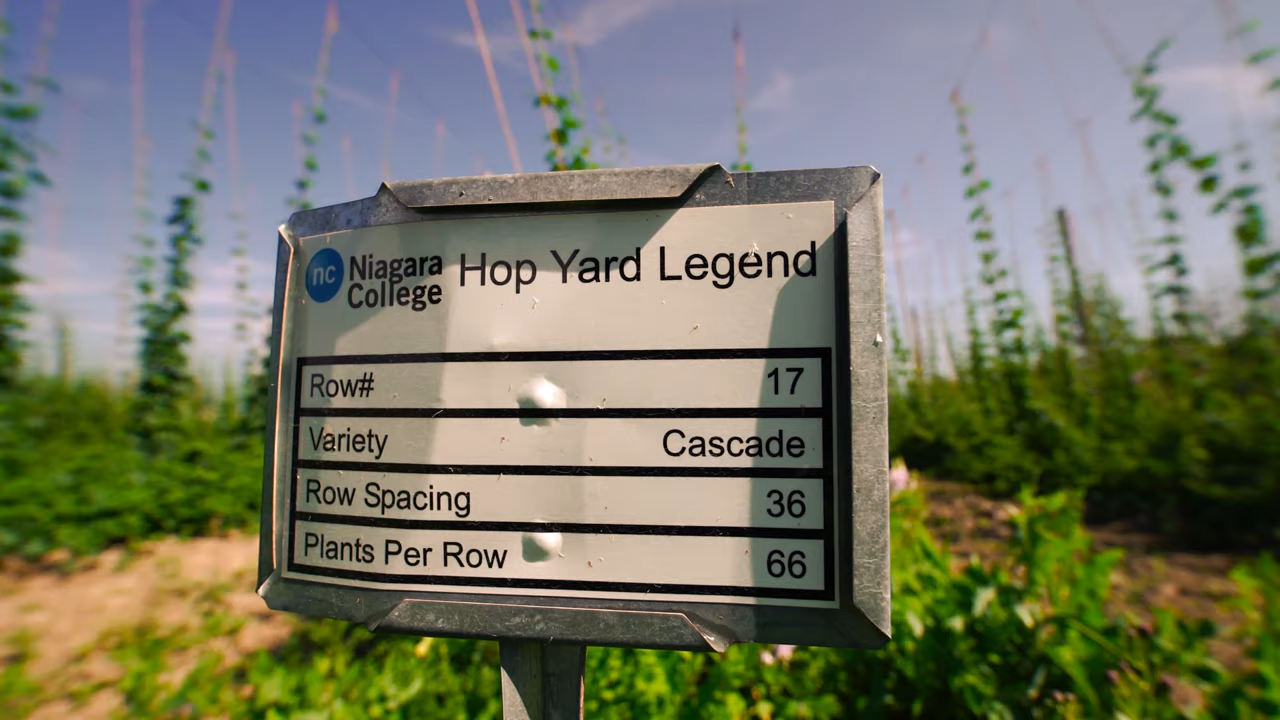 nc Niagara College Hop Yard Legend
Row# 17
Variety Cascade
Row Spacing 36
Plants Per Row 66